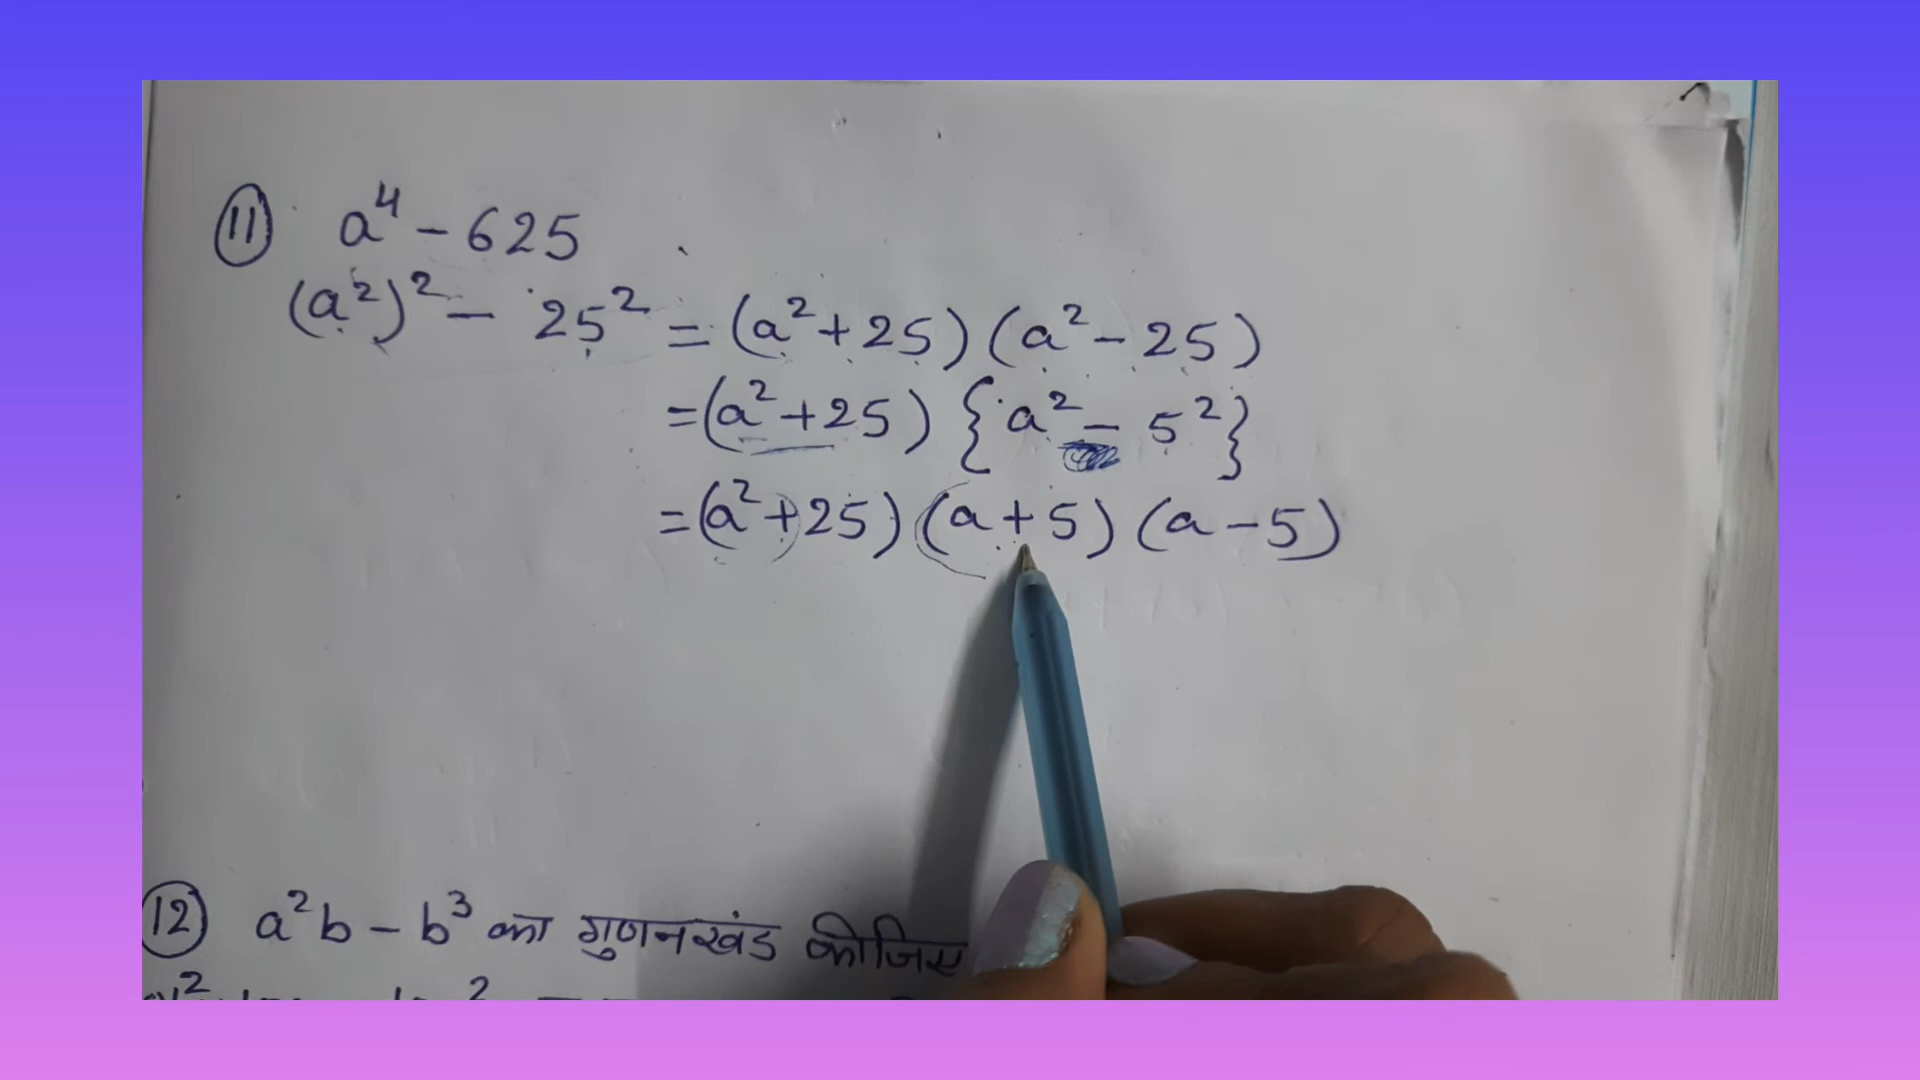 11 a⁴ - 625
(a²)² - 25² = (a² + 25) (a² - 25)
= (a² + 25) { a² - 5² }
= (a² + 25) (a + 5) (a - 5)
12 a²b - b³ का गुणनखंड कीजिए